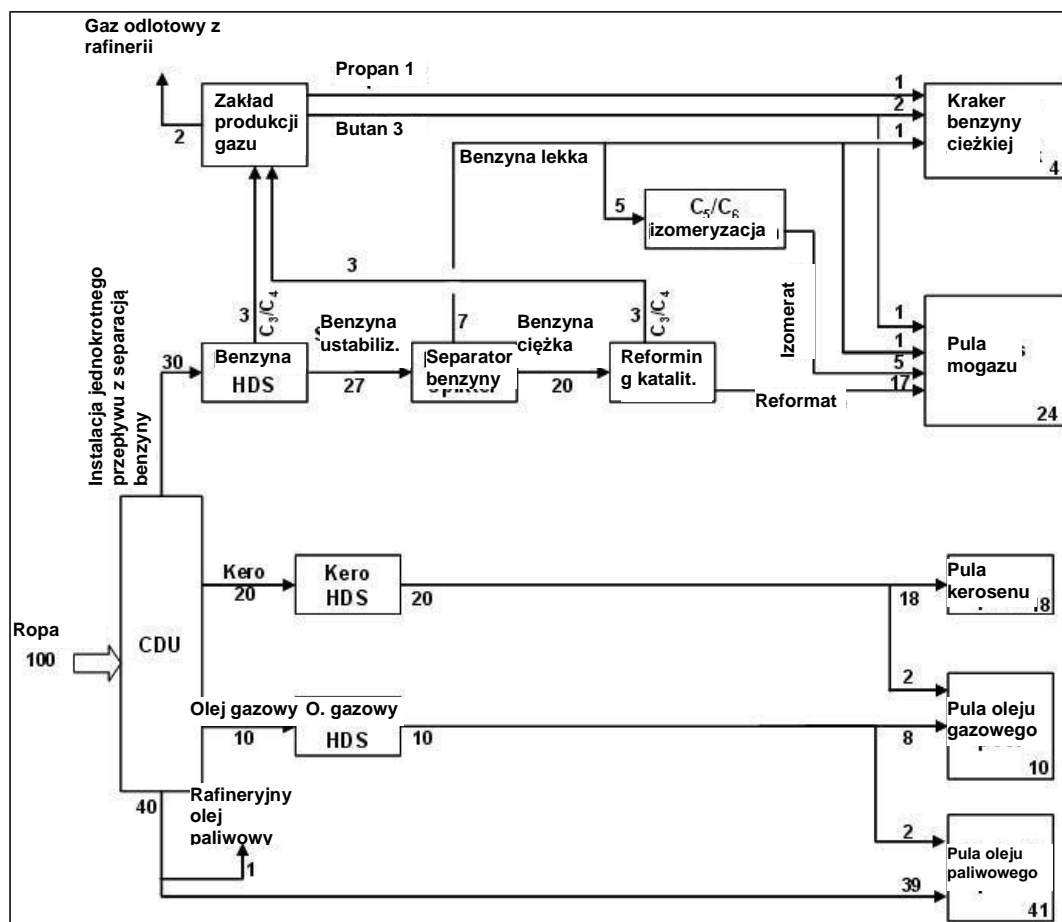 Gaz odlotowy z
rafinerii
Propan 1
1
Zakład
produkcji
gazu
2
Butan 3
2
Kraker
benzyny
cieżkiej
4
Benzyna lekka
1
5
C5/C6
izomeryzacja
3
Instalacja jednokrotnego
przepływu z separacją
benzyny
3
C3/C4
7
3
C3/C4
Izomerat
1
1
5
17
Pula
mogazu
24
30
Benzyna
HDS
Benzyna
ustabiliz.
27
Separator
benzyny
Benzyna
ciężka
20
Reformin
g katalit.
Reformat
Ropa
100
CDU
Kero
20
Kero
HDS
20
18
Pula
kerosenu
2
Olej gazowy
10
O. gazowy
HDS
10
8
Pula oleju
gazowego
10
40
Rafineryjny
olej
paliwowy
1
2
39
Pula oleju
paliwowego
41